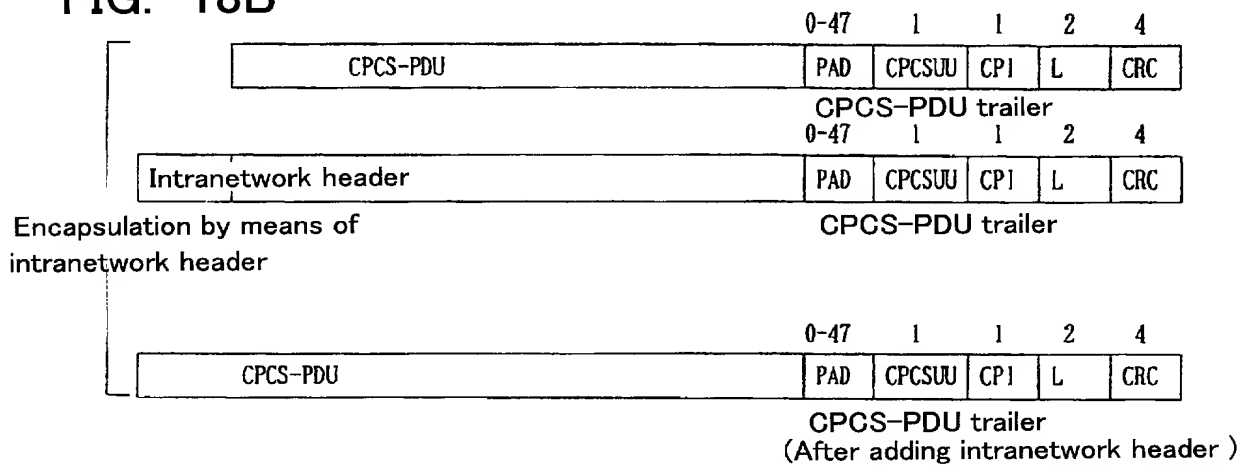 FIG. 18B
0-47 1 1 2 4
CPCS-PDU PAD CPCSUU CPI L CRC
CPCS-PDU trailer
0-47 1 1 2 4
Intranetwork header PAD CPCSUU CPI L CRC
CPCS-PDU trailer
Encapsulation by means of
intranetwork header
0-47 1 1 2 4
CPCS-PDU PAD CPCSUU CPI L CRC
CPCS-PDU trailer
(After adding intranetwork header )